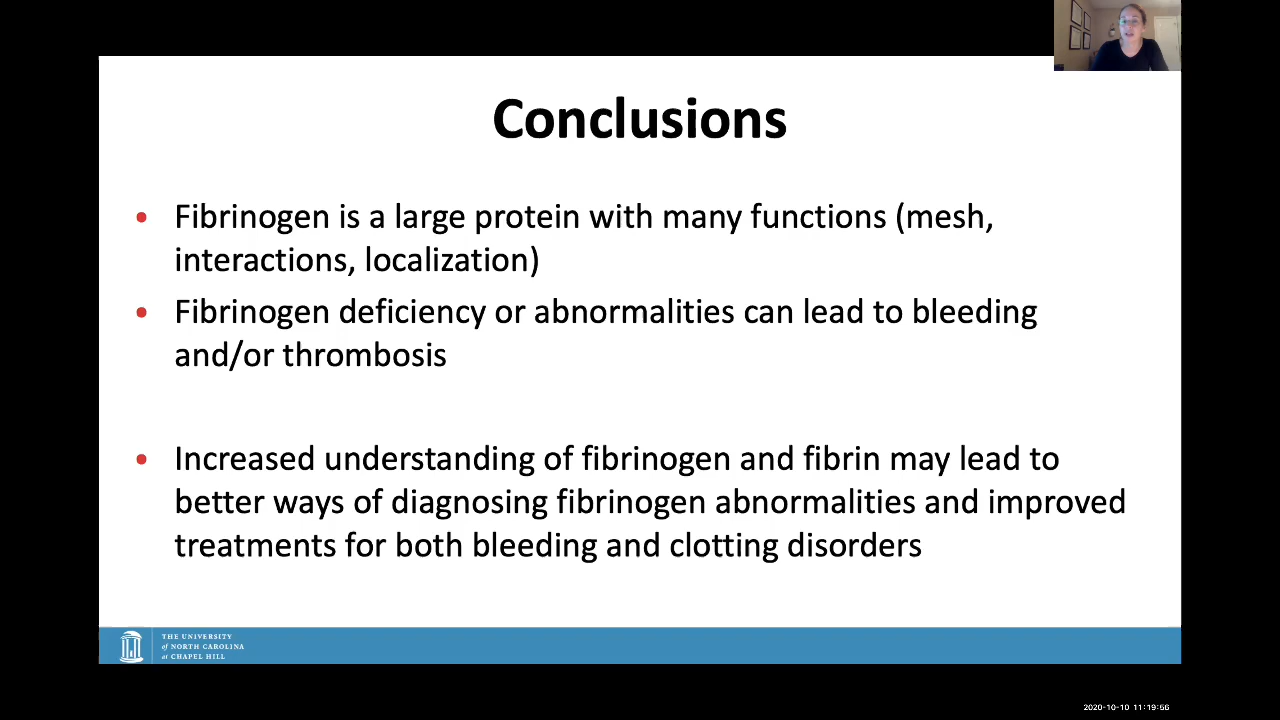 Conclusions
• Fibrinogen is a large protein with many functions (mesh,
interactions, localization)
• Fibrinogen deficiency or abnormalities can lead to bleeding
and/or thrombosis
• Increased understanding of fibrinogen and fibrin may lead to
better ways of diagnosing fibrinogen abnormalities and improved
treatments for both bleeding and clotting disorders
THE UNIVERSITY
of NORTH CAROLINA
at CHAPEL HILL
2020-10-10 11:19:56